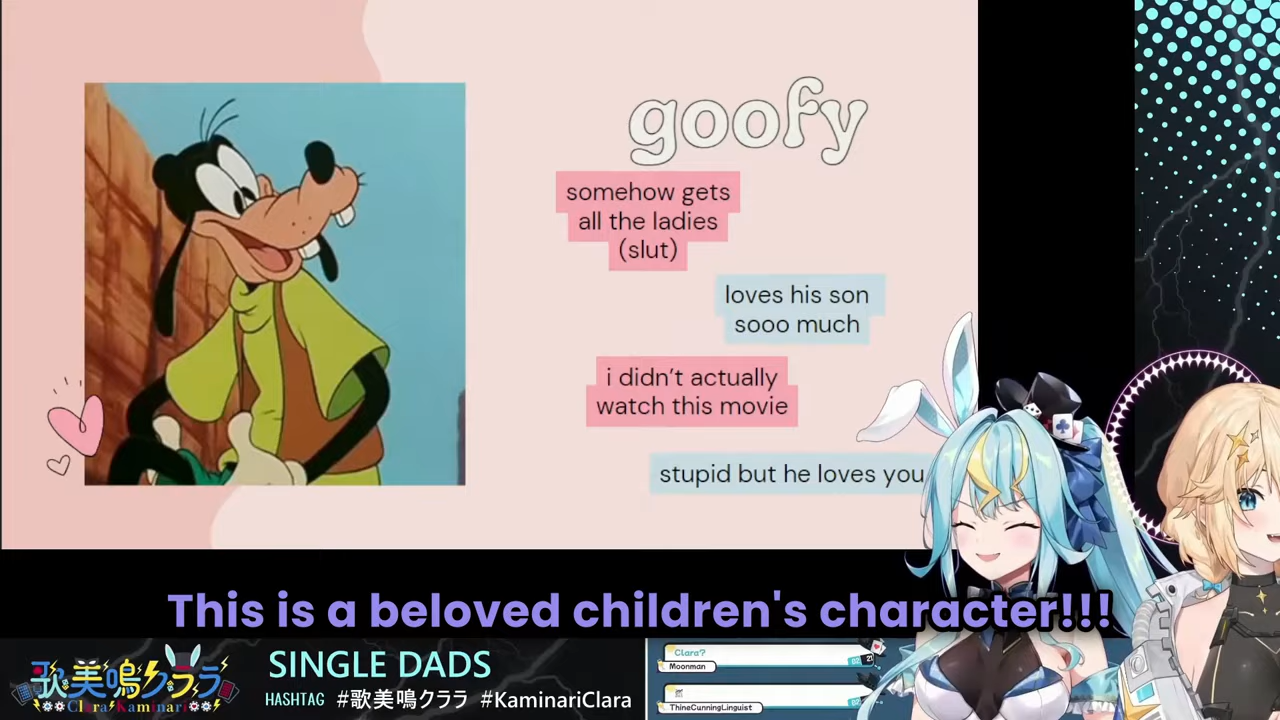 goofy
somehow gets
all the ladies
(slut)
loves his son
sooo much
i didn't actually
watch this movie
stupid but he loves you
This is a beloved children's character!!!
歌美鳴クララ
Clara Kaminari
SINGLE DADS
HASHTAG #歌美鳴クララ #KaminariClara
Clara?
Moonman
ThineCunningLinguist